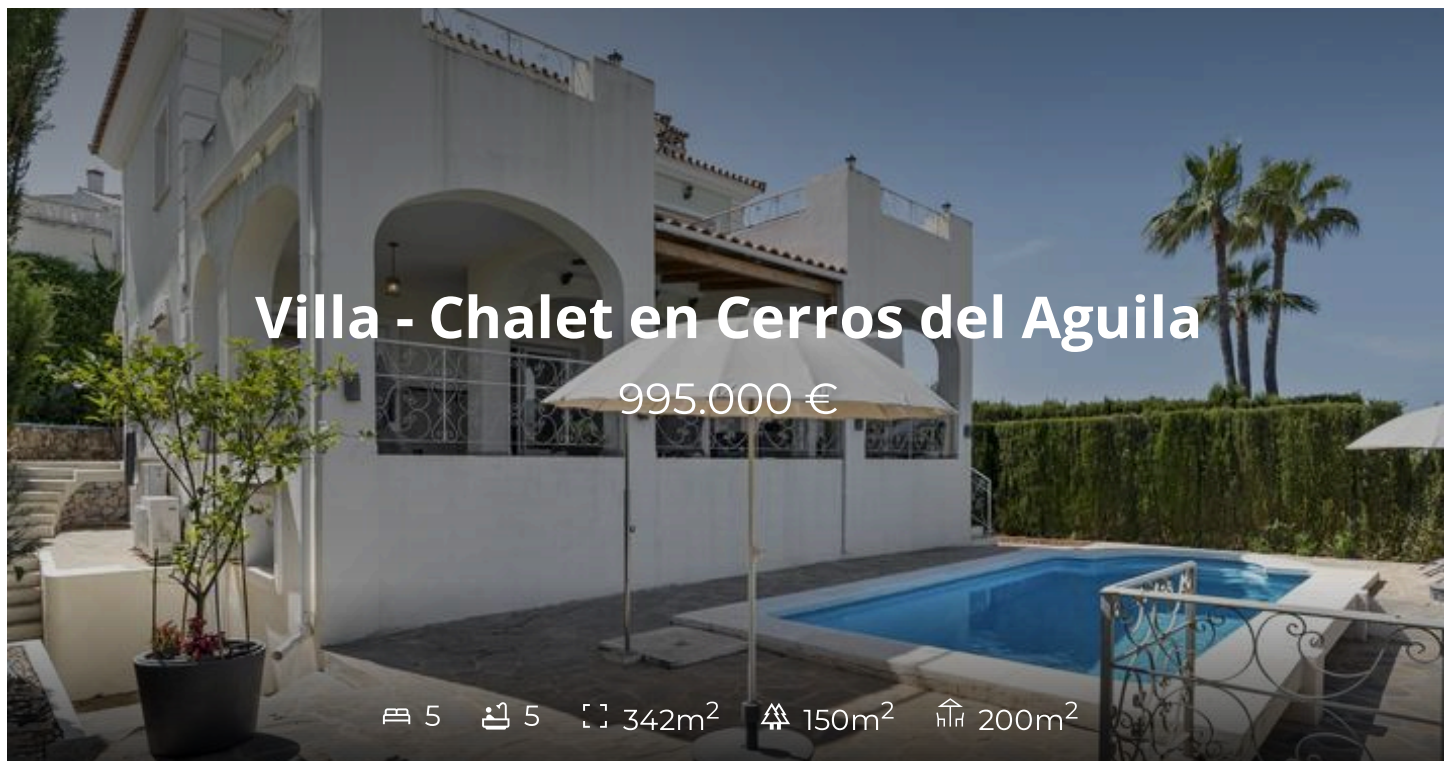 Villa - Chalet en Cerros del Aguila
995.000 €
5 5 342m² 150m² 200m²